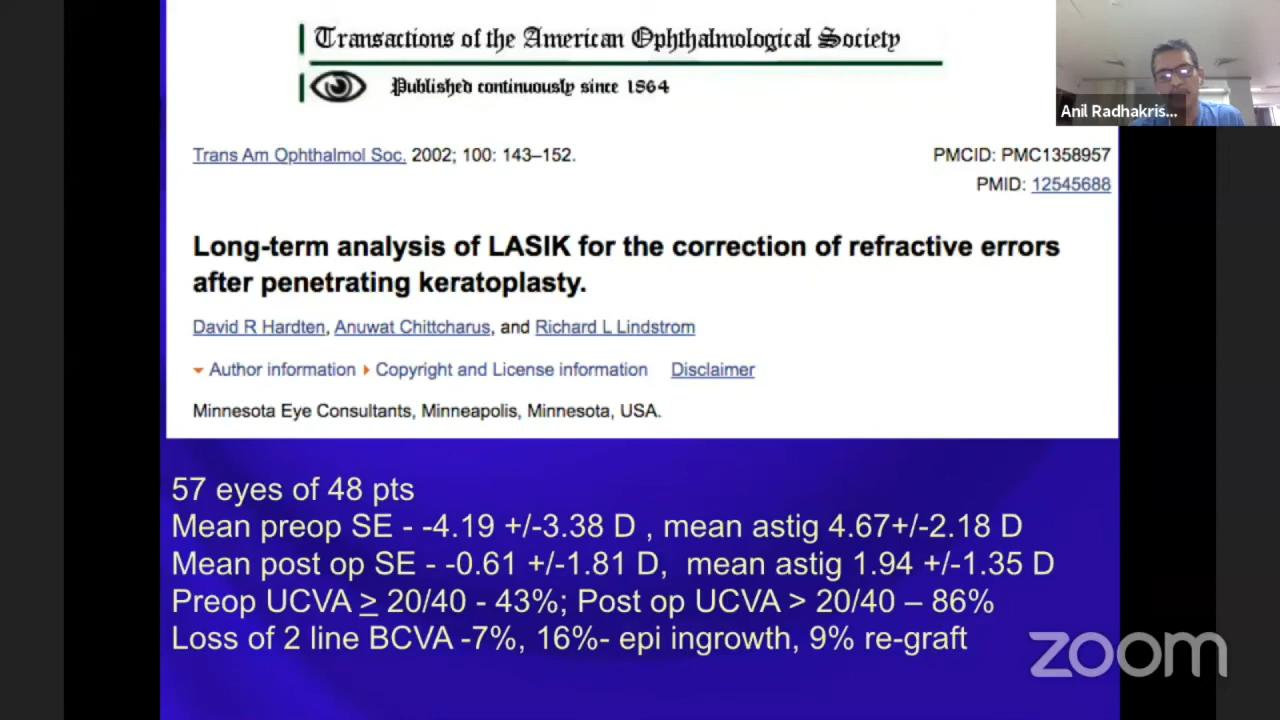 Transactions of the American Ophthalmological Society
Published continuously since 1864
Anil Radhakris...
Trans Am Ophthalmol Soc. 2002; 100: 143–152.
PMCID: PMC1358957
PMID: 12545688
Long-term analysis of LASIK for the correction of refractive errors
after penetrating keratoplasty.
David R Hardten, Anuwat Chittcharus, and Richard L Lindstrom
Author information Copyright and License information Disclaimer
Minnesota Eye Consultants, Minneapolis, Minnesota, USA.
57 eyes of 48 pts
Mean preop SE - -4.19 +/-3.38 D , mean astig 4.67+/-2.18 D
Mean post op SE - -0.61 +/-1.81 D, mean astig 1.94 +/-1.35 D
Preop UCVA ≥ 20/40 - 43%; Post op UCVA > 20/40 – 86%
Loss of 2 line BCVA -7%, 16%- epi ingrowth, 9% re-graft
zoom